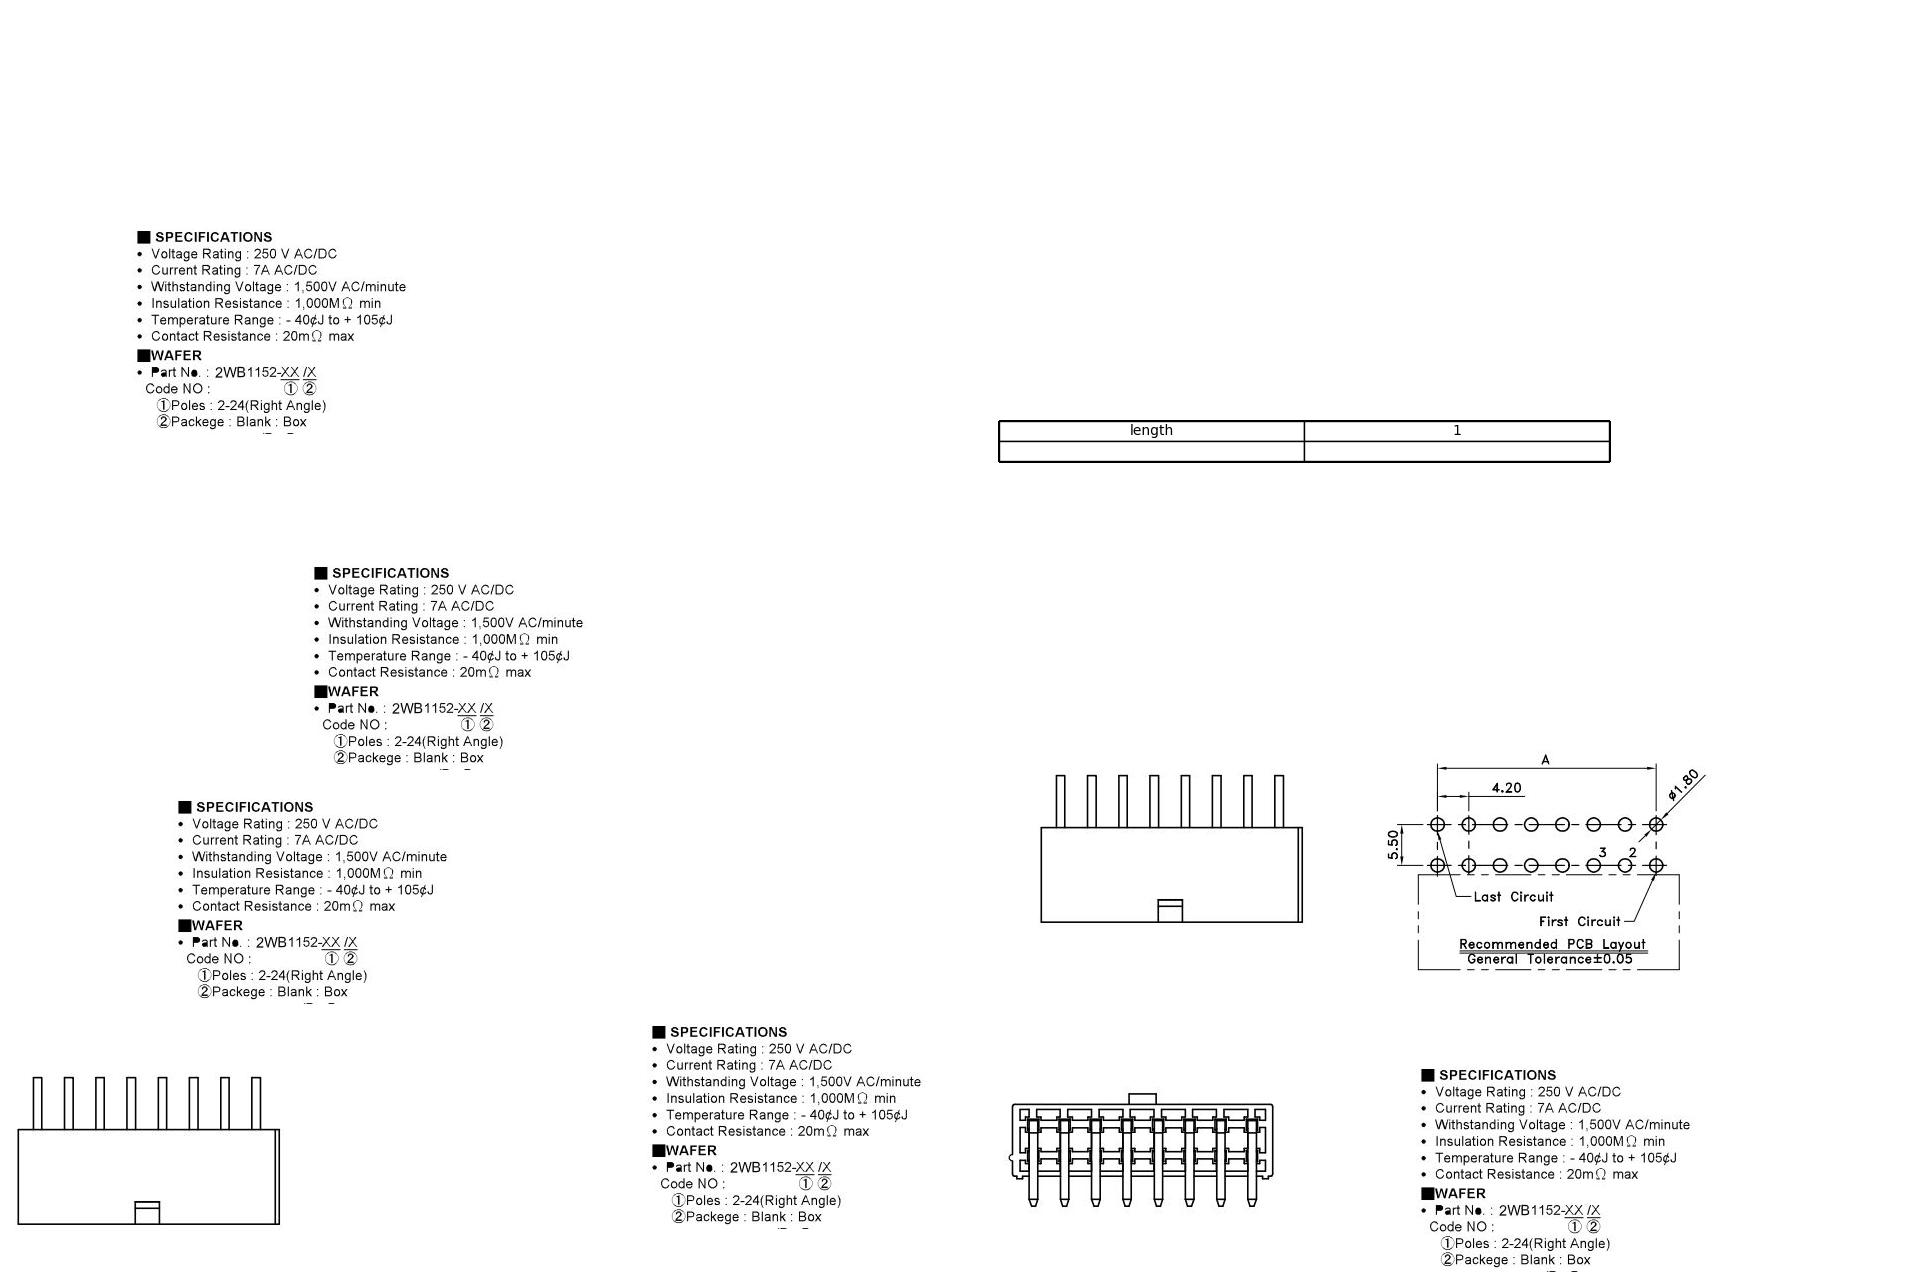 ■ SPECIFICATIONS
• Voltage Rating : 250 V AC/DC
• Current Rating : 7A AC/DC
• Withstanding Voltage : 1,500V AC/minute
• Insulation Resistance : 1,000MΩ min
• Temperature Range : - 40¢J to + 105¢J
• Contact Resistance : 20mΩ max
■WAFER
• Part No. : 2WB1152-XX /X
Code NO : ① ②
①Poles : 2-24(Right Angle)
②Packege : Blank : Box
length 1
■ SPECIFICATIONS
• Voltage Rating : 250 V AC/DC
• Current Rating : 7A AC/DC
• Withstanding Voltage : 1,500V AC/minute
• Insulation Resistance : 1,000MΩ min
• Temperature Range : - 40¢J to + 105¢J
• Contact Resistance : 20mΩ max
■WAFER
• Part No. : 2WB1152-XX /X
Code NO : ① ②
①Poles : 2-24(Right Angle)
②Packege : Blank : Box
■ SPECIFICATIONS
• Voltage Rating : 250 V AC/DC
• Current Rating : 7A AC/DC
• Withstanding Voltage : 1,500V AC/minute
• Insulation Resistance : 1,000MΩ min
• Temperature Range : - 40¢J to + 105¢J
• Contact Resistance : 20mΩ max
■WAFER
• Part No. : 2WB1152-XX /X
Code NO : ① ②
①Poles : 2-24(Right Angle)
②Packege : Blank : Box
A
4.20
ø1.80
5.50
3 2
Last Circuit
First Circuit
Recommended PCB Layout
General Tolerance±0.05
■ SPECIFICATIONS
• Voltage Rating : 250 V AC/DC
• Current Rating : 7A AC/DC
• Withstanding Voltage : 1,500V AC/minute
• Insulation Resistance : 1,000MΩ min
• Temperature Range : - 40¢J to + 105¢J
• Contact Resistance : 20mΩ max
■WAFER
• Part No. : 2WB1152-XX /X
Code NO : ① ②
①Poles : 2-24(Right Angle)
②Packege : Blank : Box
■ SPECIFICATIONS
• Voltage Rating : 250 V AC/DC
• Current Rating : 7A AC/DC
• Withstanding Voltage : 1,500V AC/minute
• Insulation Resistance : 1,000MΩ min
• Temperature Range : - 40¢J to + 105¢J
• Contact Resistance : 20mΩ max
■WAFER
• Part No. : 2WB1152-XX /X
Code NO : ① ②
①Poles : 2-24(Right Angle)
②Packege : Blank : Box